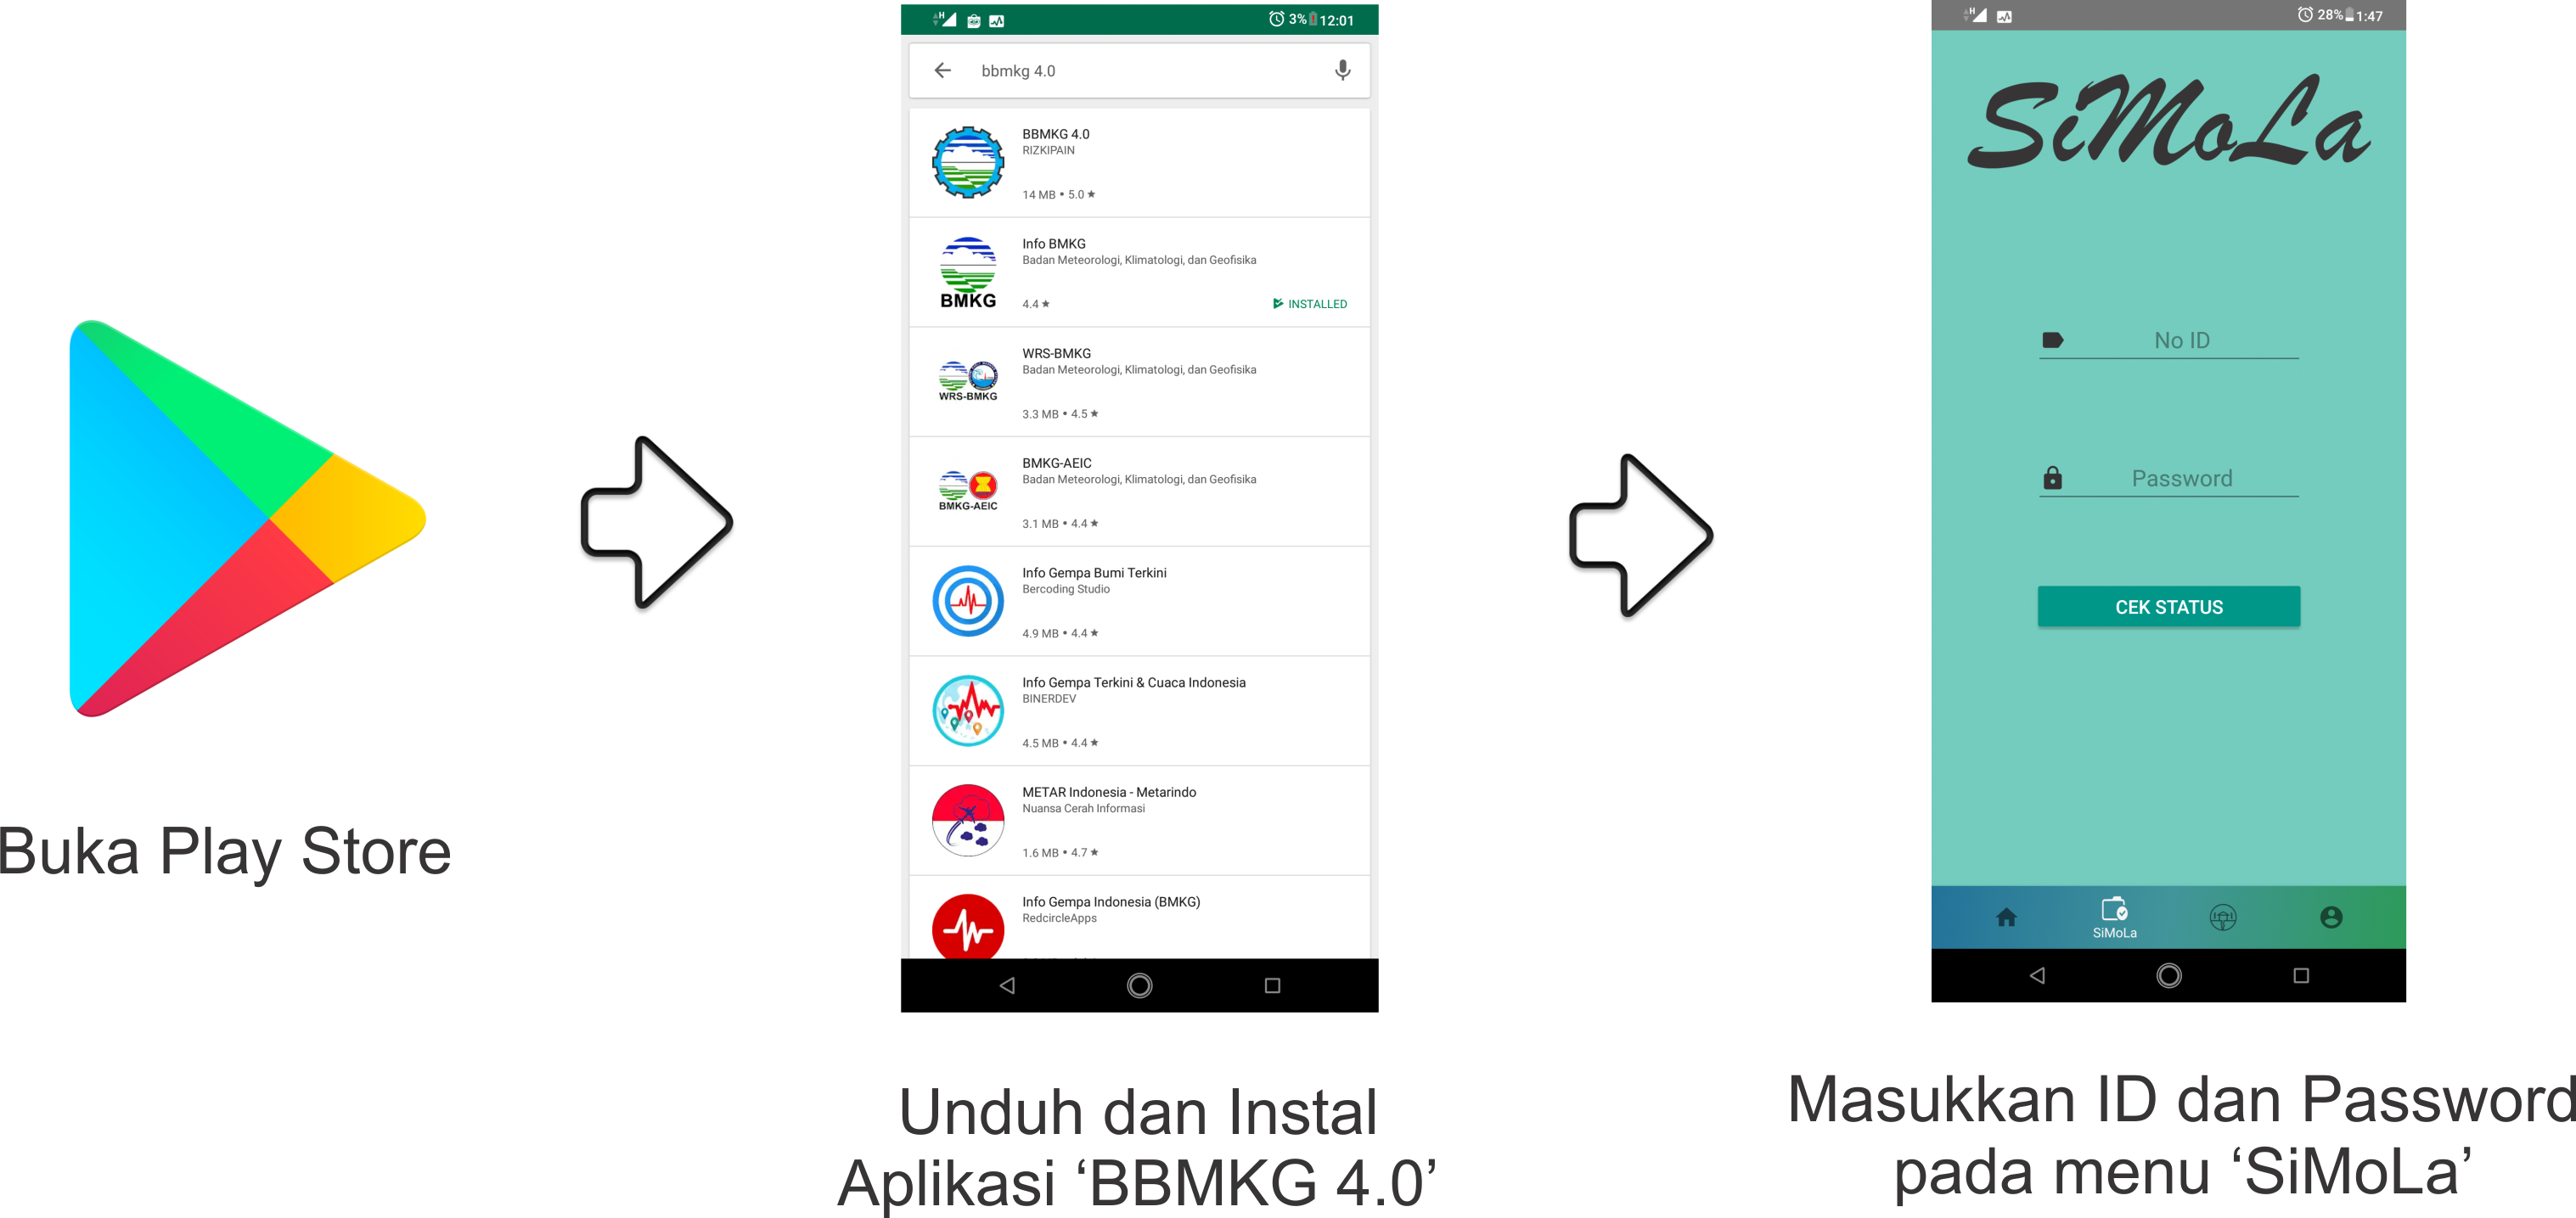 Buka Play Store
H
3%
12:01
bbmkg 4.0
BBMKG 4.0
RIZKIPAIN
14 MB • 5.0 ★
BMKG
Info BMKG
Badan Meteorologi, Klimatologi, dan Geofisika
4.4 ★
INSTALLED
WRS-BMKG
WRS-BMKG
Badan Meteorologi, Klimatologi, dan Geofisika
3.3 MB • 4.5 ★
BMKG-AEIC
BMKG-AEIC
Badan Meteorologi, Klimatologi, dan Geofisika
3.1 MB • 4.4 ★
Info Gempa Bumi Terkini
Bercoding Studio
4.9 MB • 4.4 ★
Info Gempa Terkini & Cuaca Indonesia
BINERDEV
4.5 MB • 4.4 ★
METAR Indonesia - Metarindo
Nuansa Cerah Informasi
1.6 MB • 4.7 ★
Info Gempa Indonesia (BMKG)
RedcircleApps
Unduh dan Instal
Aplikasi ‘BBMKG 4.0’
H
28%
1:47
SiMoLa
No ID
Password
CEK STATUS
SiMoLa
Masukkan ID dan Password
pada menu ‘SiMoLa’